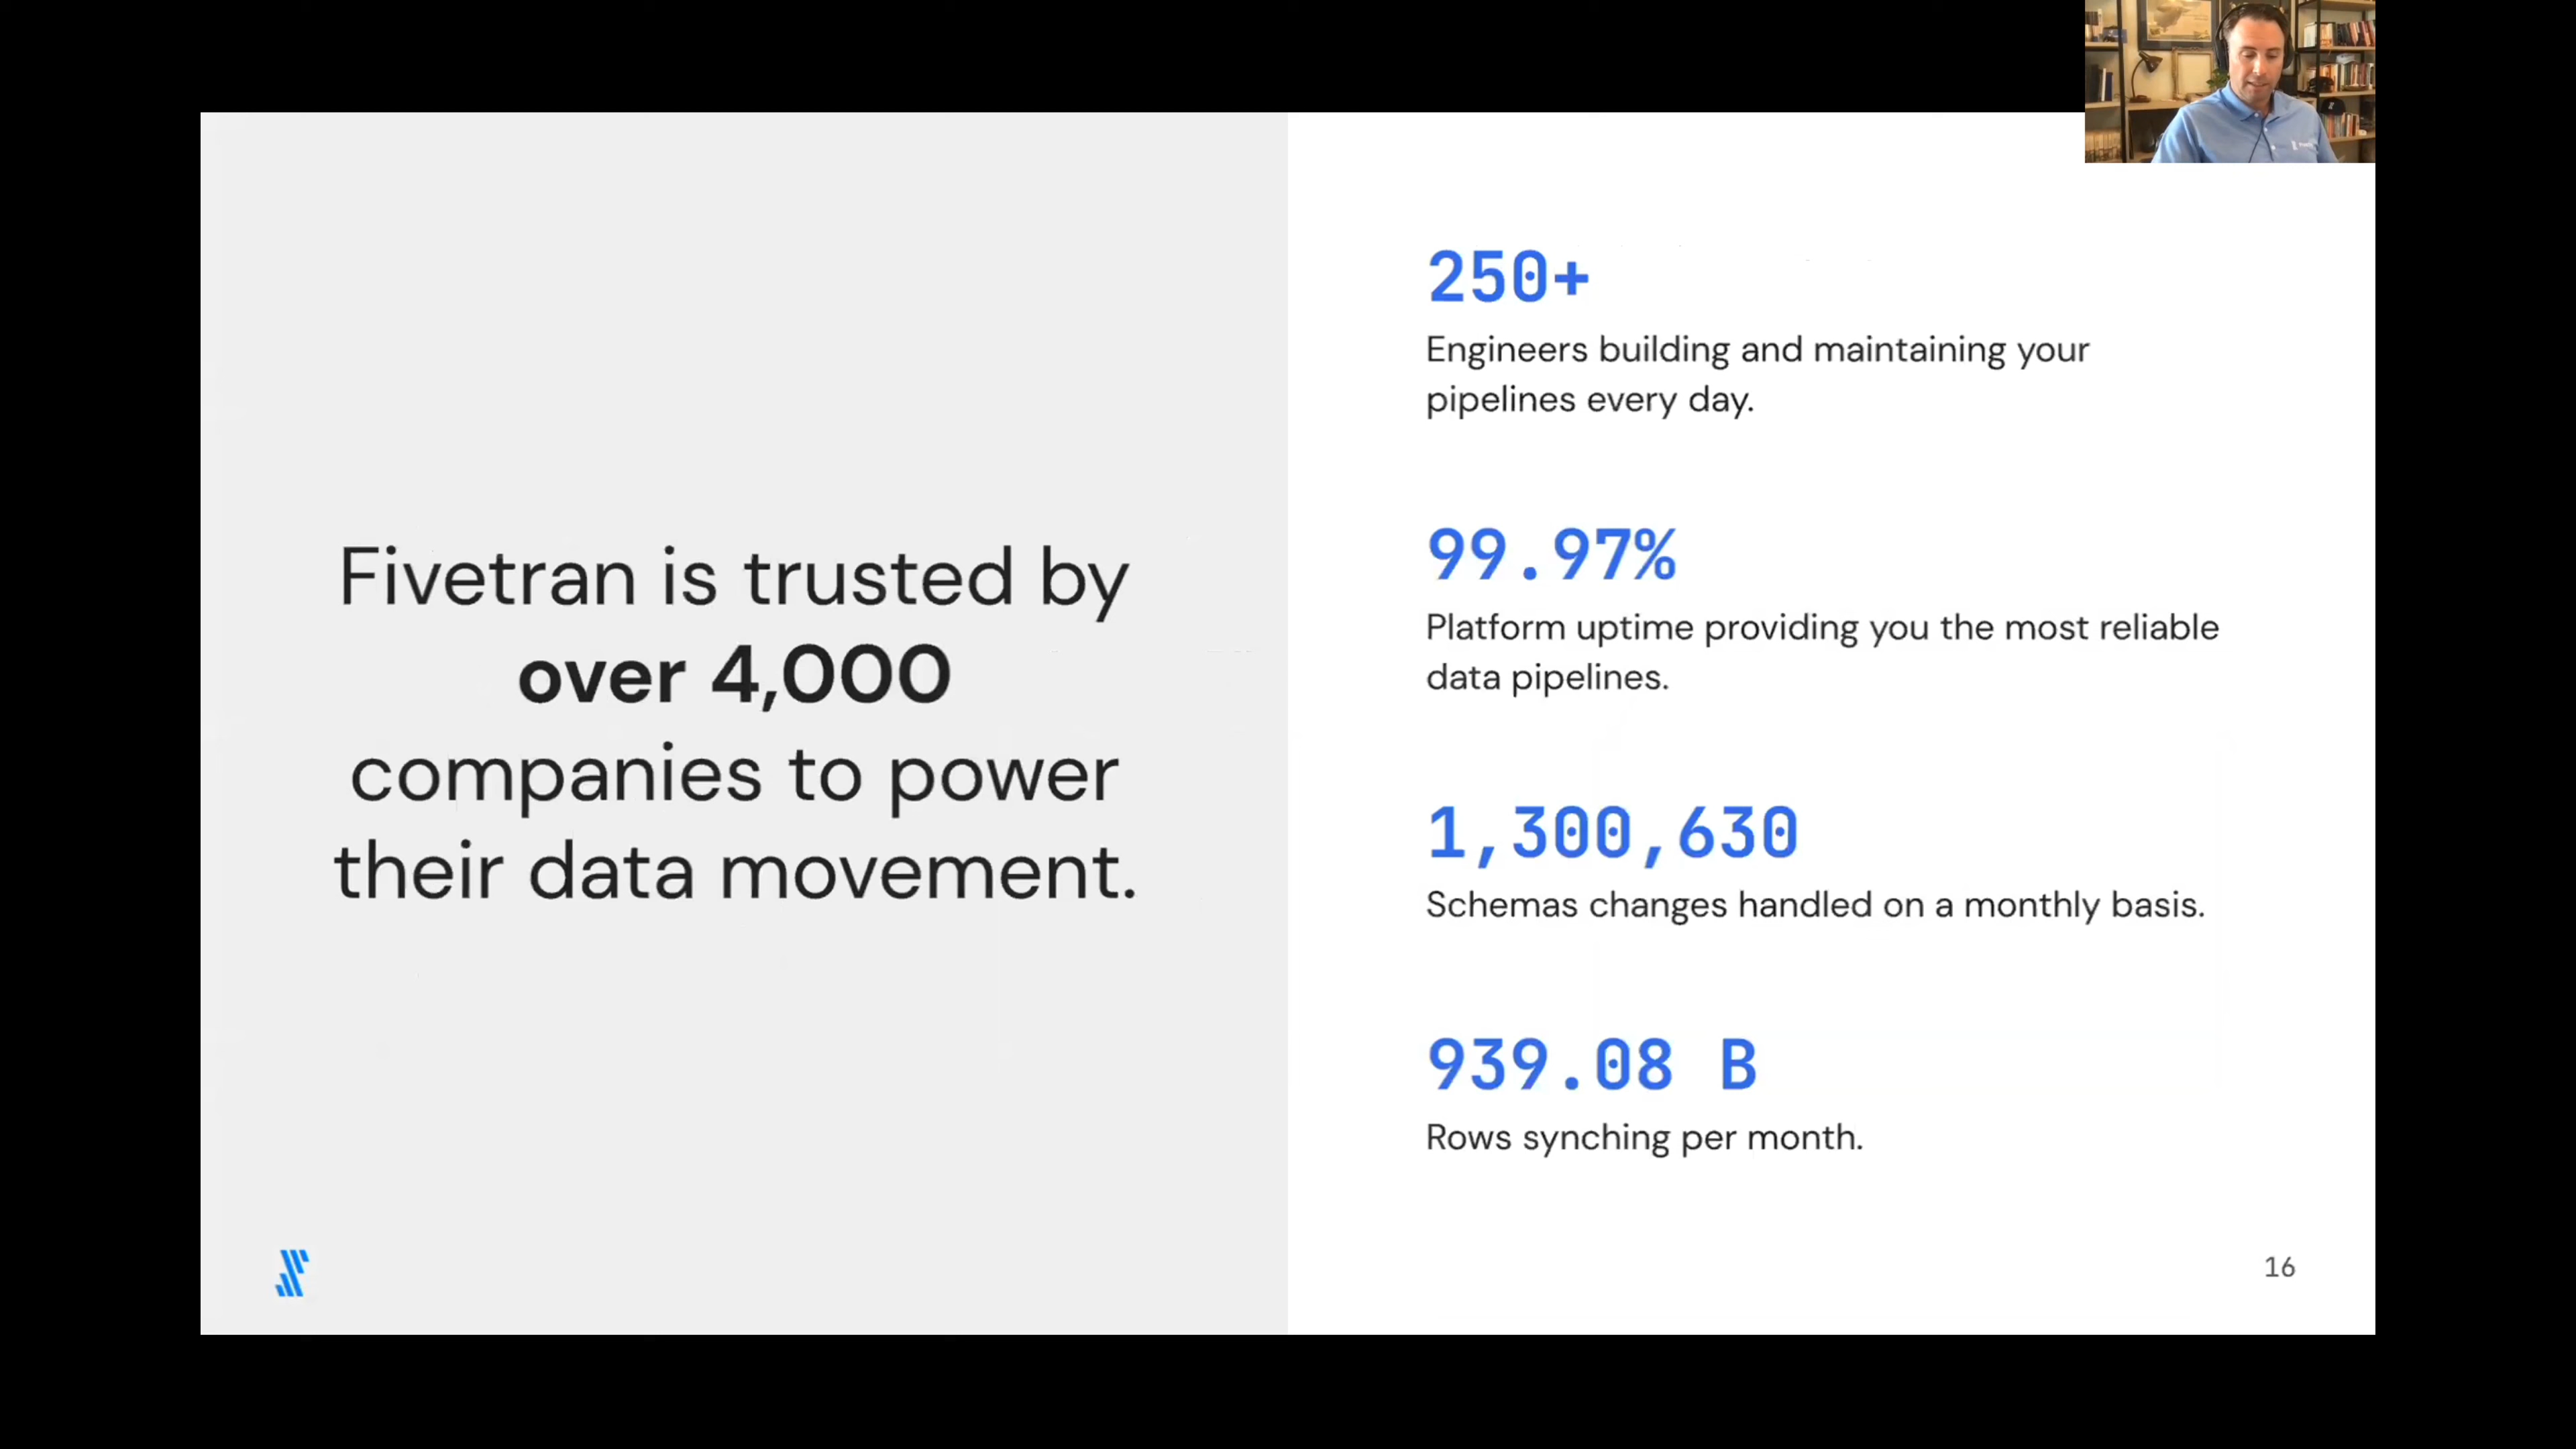 Fivetran is trusted by
over 4,000
companies to power
their data movement.
250+
Engineers building and maintaining your
pipelines every day.
99.97%
Platform uptime providing you the most reliable
data pipelines.
1,300,630
Schemas changes handled on a monthly basis.
939.08 B
Rows synching per month.
16